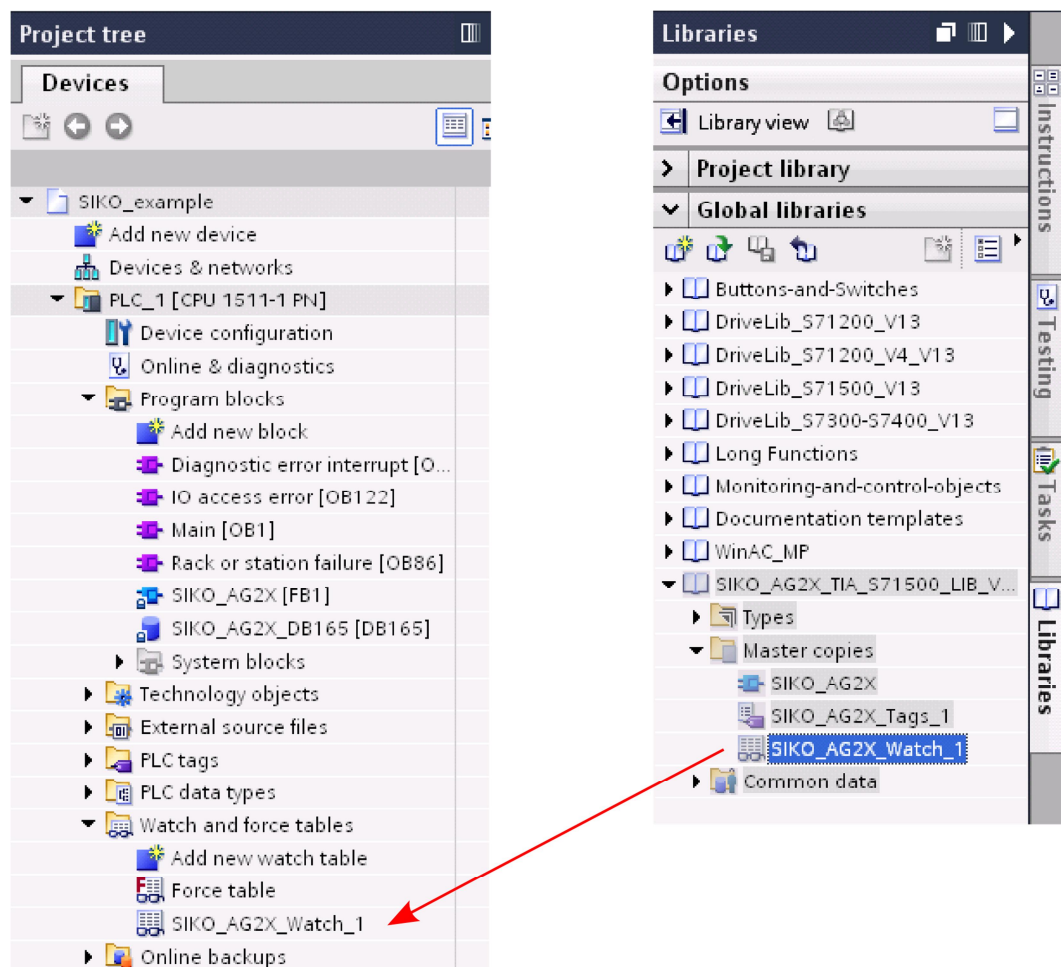 Project tree
Devices
SIKO_example
Add new device
Devices & networks
PLC_1 [CPU 1511-1 PN]
Device configuration
Online & diagnostics
Program blocks
Add new block
Diagnostic error interrupt [O...
IO access error [OB122]
Main [OB1]
Rack or station failure [OB86]
SIKO_AG2X [FB1]
SIKO_AG2X_DB165 [DB165]
System blocks
Technology objects
External source files
PLC tags
PLC data types
Watch and force tables
Add new watch table
Force table
SIKO_AG2X_Watch_1
Online backups
Libraries
Options
Library view
Project library
Global libraries
Buttons-and-Switches
DriveLib_S71200_V13
DriveLib_S71200_V4_V13
DriveLib_S71500_V13
DriveLib_S7300-S7400_V13
Long Functions
Monitoring-and-control-objects
Documentation templates
WinAC_MP
SIKO_AG2X_TIA_S71500_LIB_V...
Types
Master copies
SIKO_AG2X
SIKO_AG2X_Tags_1
SIKO_AG2X_Watch_1
Common data
Instructions
Testing
Tasks
Libraries